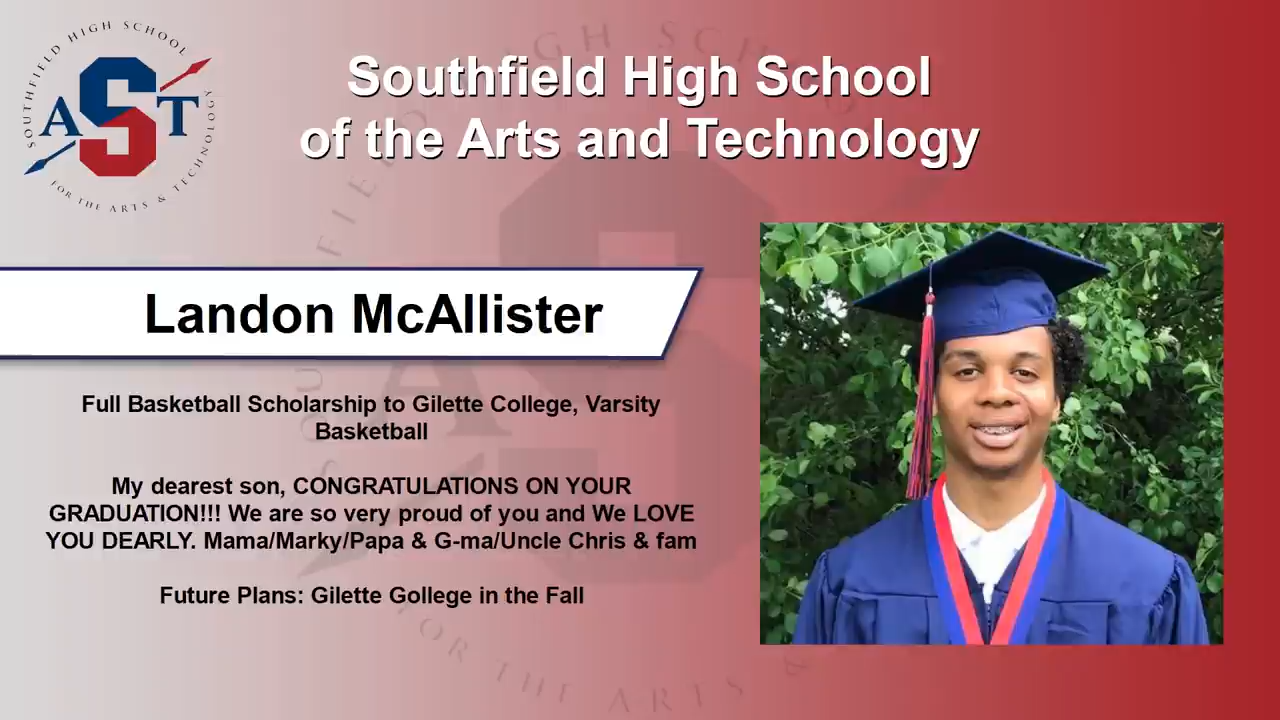 SOUTHFIELD HIGH SCHOOL
AST
FOR THE ARTS & TECHNOLOGY
Southfield High School
of the Arts and Technology
Landon McAllister
Full Basketball Scholarship to Gilette College, Varsity
Basketball
My dearest son, CONGRATULATIONS ON YOUR
GRADUATION!!! We are so very proud of you and We LOVE
YOU DEARLY. Mama/Marky/Papa & G-ma/Uncle Chris & fam
Future Plans: Gilette Gollege in the Fall